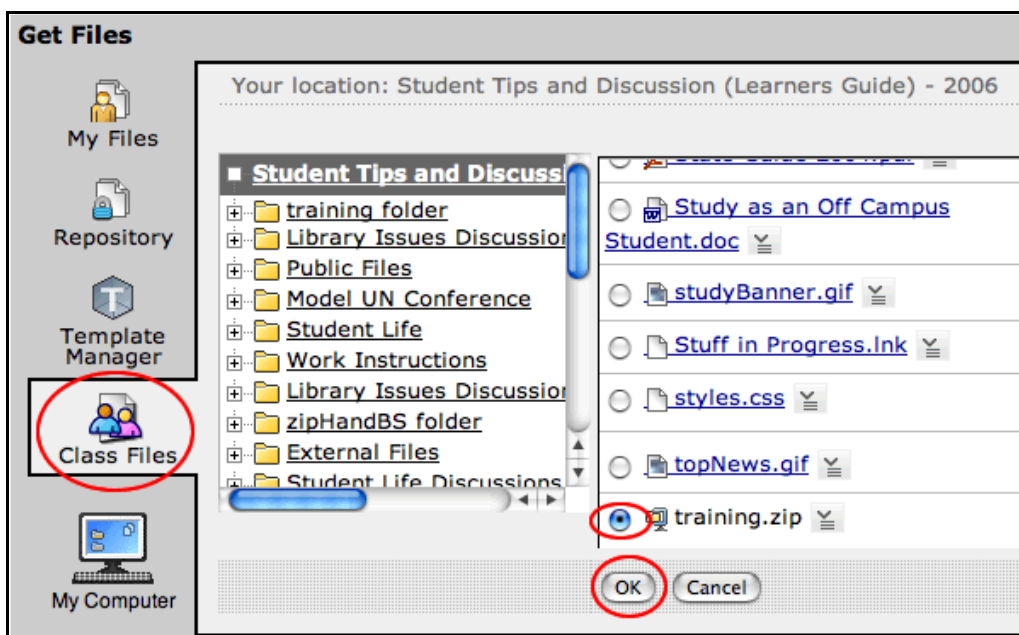 Get Files
My Files
Repository
Template
Manager
Class Files
My Computer
Your location: Student Tips and Discussion (Learners Guide) - 2006
Student Tips and Discuss
training folder
Library Issues Discussion
Public Files
Model UN Conference
Student Life
Work Instructions
Library Issues Discussion
zipHandBS folder
External Files
Student Life Discussions
Study as an Off Campus
Student.doc
studyBanner.gif
Stuff in Progress.lnk
styles.css
topNews.gif
training.zip
OK
Cancel